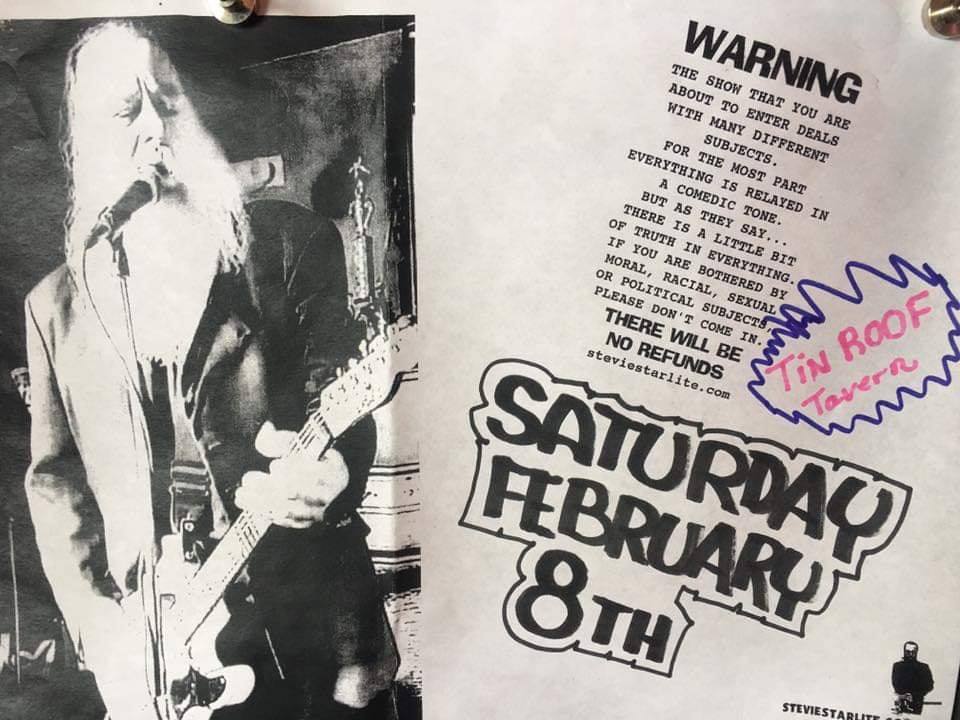 WARNING
THE SHOW THAT YOU ARE
ABOUT TO ENTER DEALS
WITH MANY DIFFERENT
SUBJECTS.
FOR THE MOST PART
EVERYTHING IS RELAYED IN
A COMEDIC TONE.
BUT AS THEY SAY...
THERE IS A LITTLE BIT
OF TRUTH IN EVERYTHING.
IF YOU ARE BOTHERED BY
MORAL, RACIAL, SEXUAL
OR POLITICAL SUBJECTS,
PLEASE DON'T COME IN.
THERE WILL BE
NO REFUNDS
steviestarlite.com
TiN ROOF
Tavern
SATURDAY
FEBRUARY
8TH
STEVIESTARLITE